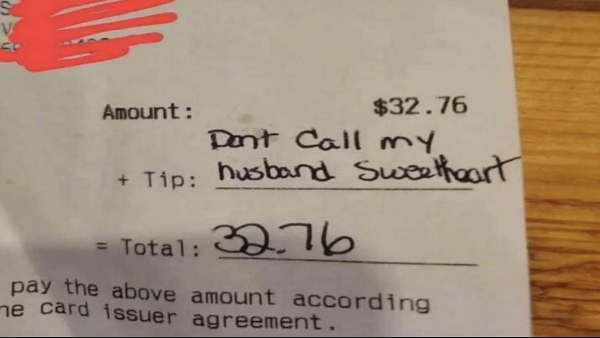 S
V
Amount: $32.76
Dont Call my
+ Tip: husband Sweetheart
= Total: 32.76
pay the above amount according
card issuer agreement.